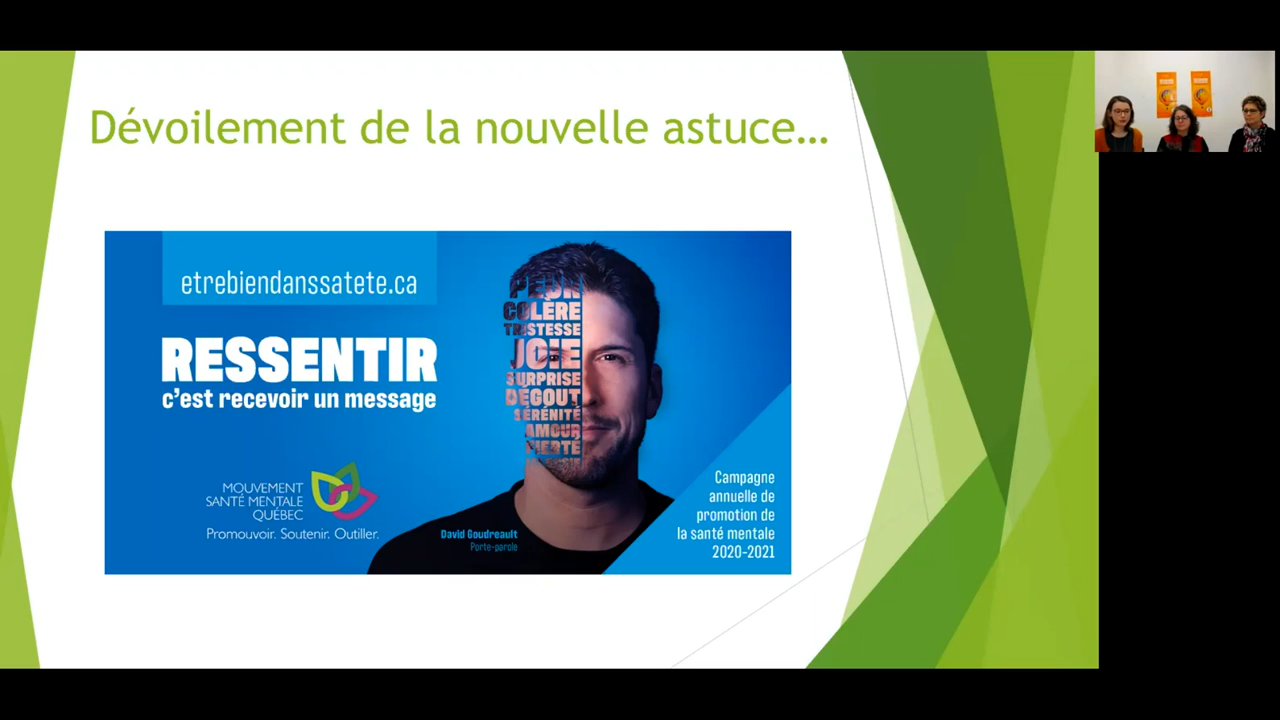 Dévoilement de la nouvelle astuce...
etrebiendanssatete.ca
RESSENTIR
c'est recevoir un message
PEUR
COLÈRE
TRISTESSE
JOIE
SURPRISE
DÉGOUT
SÉRÉNITÉ
AMOUR
FIERTÉ
MOUVEMENT
SANTÉ MENTALE
QUÉBEC
Promouvoir. Soutenir. Outiller.
David Goudreault
Porte-parole
Campagne
annuelle de
promotion de
la santé mentale
2020-2021